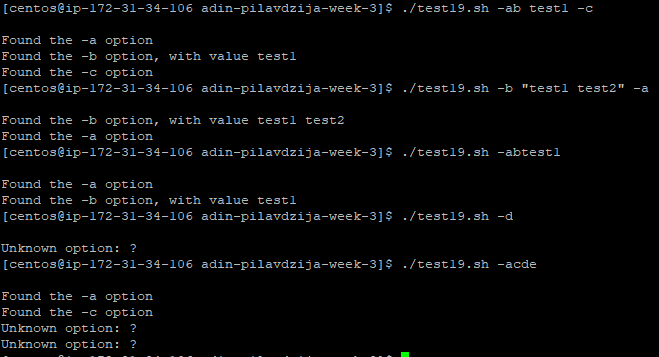 [centos@ip-172-31-34-106 adin-pilavdzija-week-3]$ ./test19.sh -ab test1 -c
Found the -a option
Found the -b option, with value test1
Found the -c option
[centos@ip-172-31-34-106 adin-pilavdzija-week-3]$ ./test19.sh -b "test1 test2" -a
Found the -b option, with value test1 test2
Found the -a option
[centos@ip-172-31-34-106 adin-pilavdzija-week-3]$ ./test19.sh -abtest1
Found the -a option
Found the -b option, with value test1
[centos@ip-172-31-34-106 adin-pilavdzija-week-3]$ ./test19.sh -d
Unknown option: ?
[centos@ip-172-31-34-106 adin-pilavdzija-week-3]$ ./test19.sh -acde
Found the -a option
Found the -c option
Unknown option: ?
Unknown option: ?